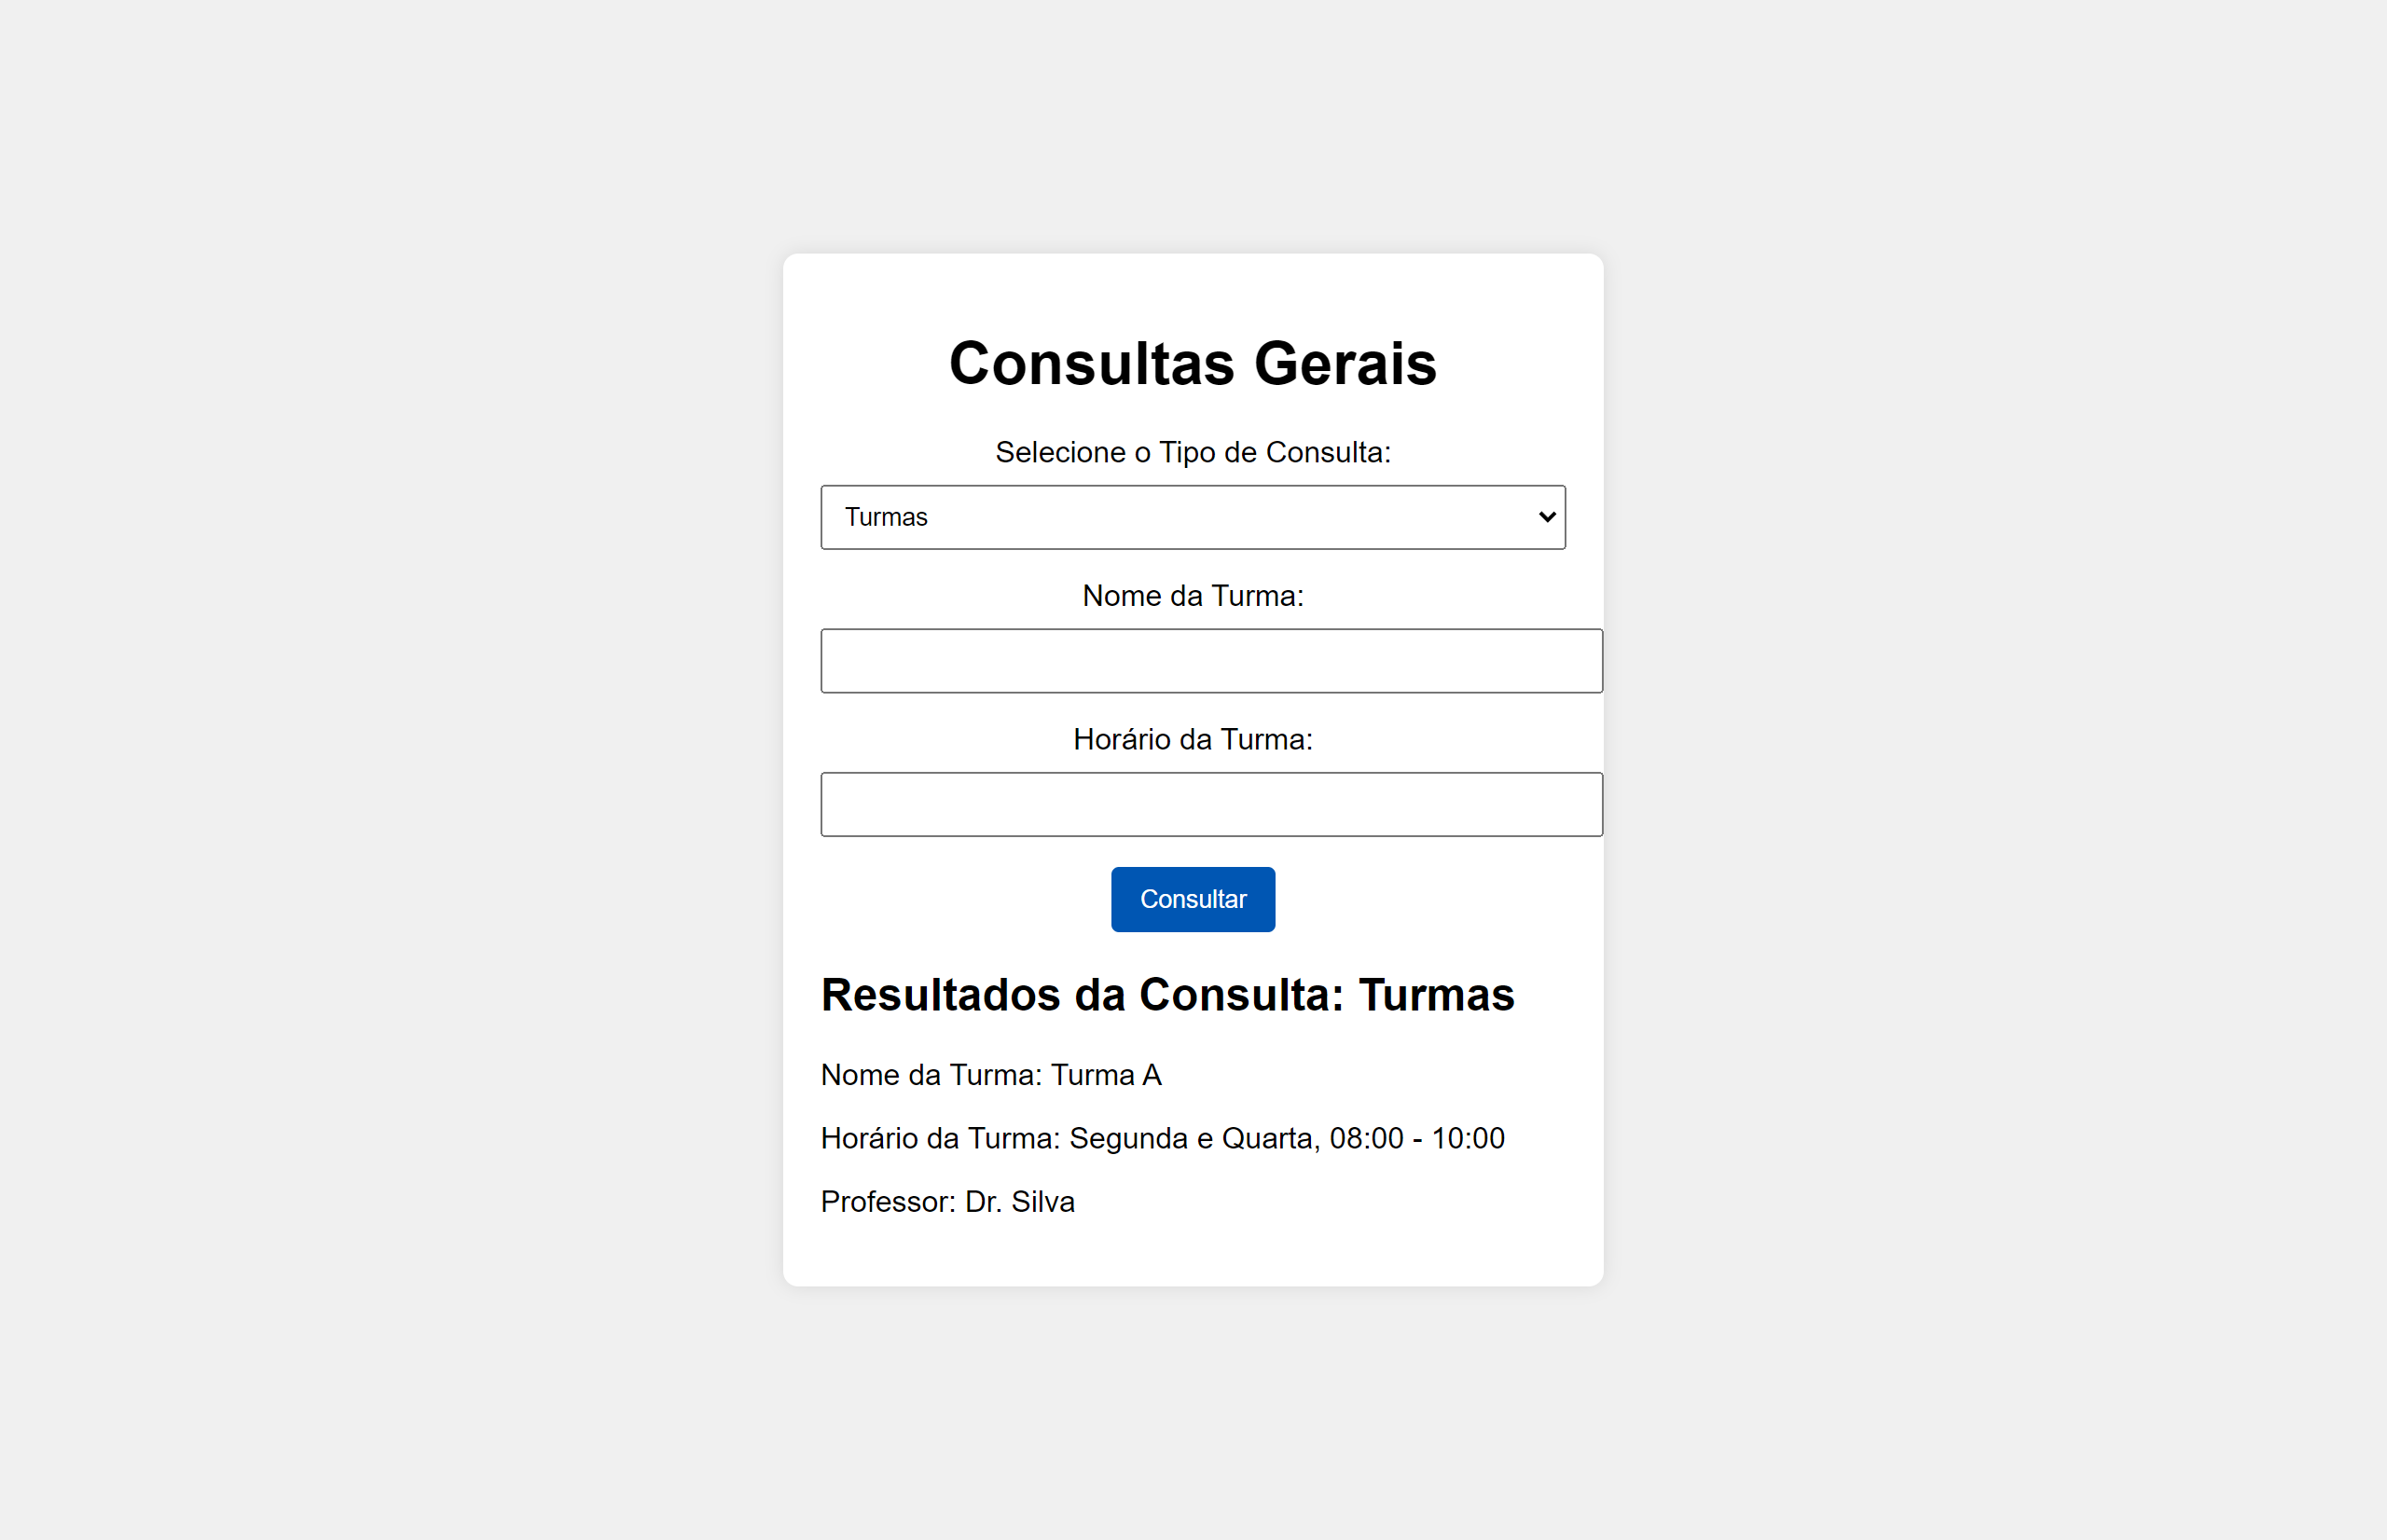 Consultas Gerais
Selecione o Tipo de Consulta:
Turmas
Nome da Turma:
Horário da Turma:
Consultar
Resultados da Consulta: Turmas
Nome da Turma: Turma A
Horário da Turma: Segunda e Quarta, 08:00 - 10:00
Professor: Dr. Silva